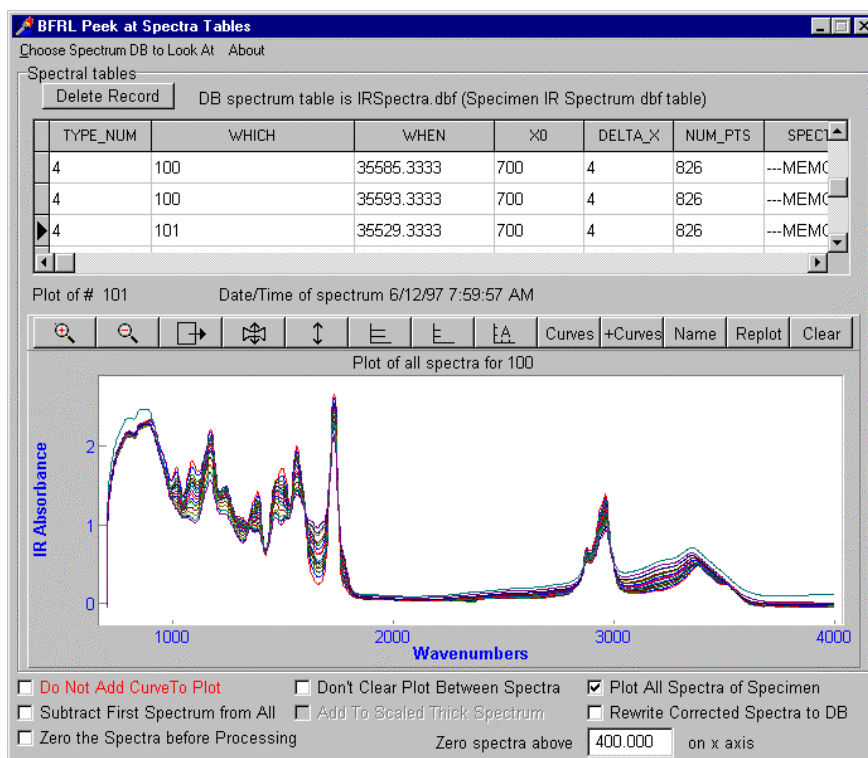 BFRL Peek at Spectra Tables
Choose Spectrum DB to Look At About
Spectral tables
Delete Record DB spectrum table is IRSpectra.dbf (Specimen IR Spectrum dbf table)
TYPE_NUM WHICH WHEN X0 DELTA_X NUM_PTS SPECT
4 100 35585.3333 700 4 826 ---MEMO
4 100 35593.3333 700 4 826 ---MEMO
4 101 35529.3333 700 4 826 ---MEMO
Plot of # 101 Date/Time of spectrum 6/12/97 7:59:57 AM
A Curves +Curves Name Replot Clear
Plot of all spectra for 100
IR Absorbance
2
1
0
1000 2000 3000 4000
Wavenumbers
Do Not Add CurveTo Plot Don't Clear Plot Between Spectra Plot All Spectra of Specimen
Subtract First Spectrum from All Add To Scaled Thick Spectrum Rewrite Corrected Spectra to DB
Zero the Spectra before Processing Zero spectra above 400.000 on x axis